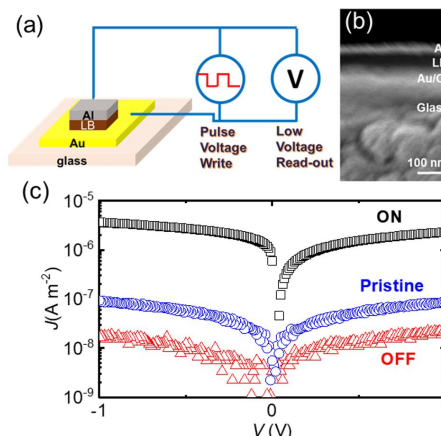 (a)
Al
LB
Au
glass
V
Pulse
Voltage
Write
Low
Voltage
Read-out
(b)
Au/
Glas
100 nm
(c)
10-5
10-6
10-7
10-8
10-9
J(A m-2)
ON
Pristine
OFF
-1
0
V (V)